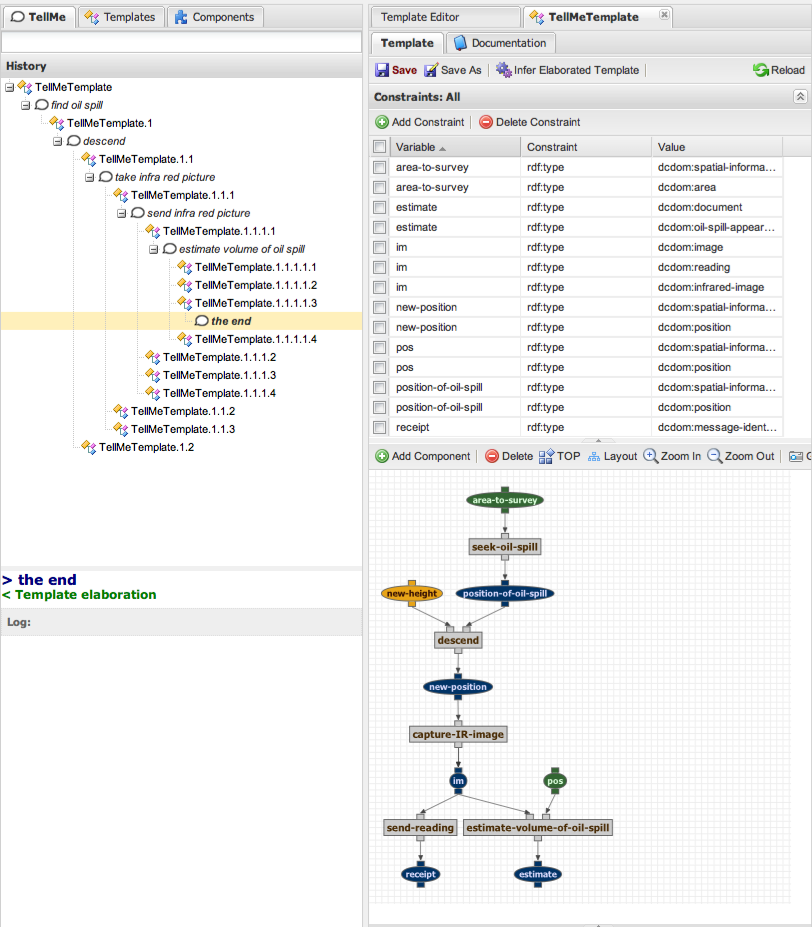 TellMe Templates Components
History
TellMeTemplate
find oil spill
TellMeTemplate.1
descend
TellMeTemplate.1.1
take infra red picture
TellMeTemplate.1.1.1
send infra red picture
TellMeTemplate.1.1.1.1
estimate volume of oil spill
TellMeTemplate.1.1.1.1.1
TellMeTemplate.1.1.1.1.2
TellMeTemplate.1.1.1.1.3
the end
TellMeTemplate.1.1.1.1.4
TellMeTemplate.1.1.1.2
TellMeTemplate.1.1.1.3
TellMeTemplate.1.1.1.4
TellMeTemplate.1.1.2
TellMeTemplate.1.1.3
TellMeTemplate.1.2
> the end
< Template elaboration
Log:
Template Editor TellMeTemplate
Template Documentation
Save Save As Infer Elaborated Template Reload
Constraints: All
Add Constraint Delete Constraint
Variable Constraint Value
area-to-survey rdf:type dcdom:spatial-informa...
area-to-survey rdf:type dcdom:area
estimate rdf:type dcdom:document
estimate rdf:type dcdom:oil-spill-appear...
im rdf:type dcdom:image
im rdf:type dcdom:reading
im rdf:type dcdom:infrared-image
new-position rdf:type dcdom:spatial-informa...
new-position rdf:type dcdom:position
pos rdf:type dcdom:spatial-informa...
pos rdf:type dcdom:position
position-of-oil-spill rdf:type dcdom:spatial-informa...
position-of-oil-spill rdf:type dcdom:position
receipt rdf:type dcdom:message-ident...
Add Component Delete TOP Layout Zoom In Zoom Out G
area-to-survey
seek-oil-spill
new-height position-of-oil-spill
descend
new-position
capture-IR-image
im pos
send-reading estimate-volume-of-oil-spill
receipt estimate